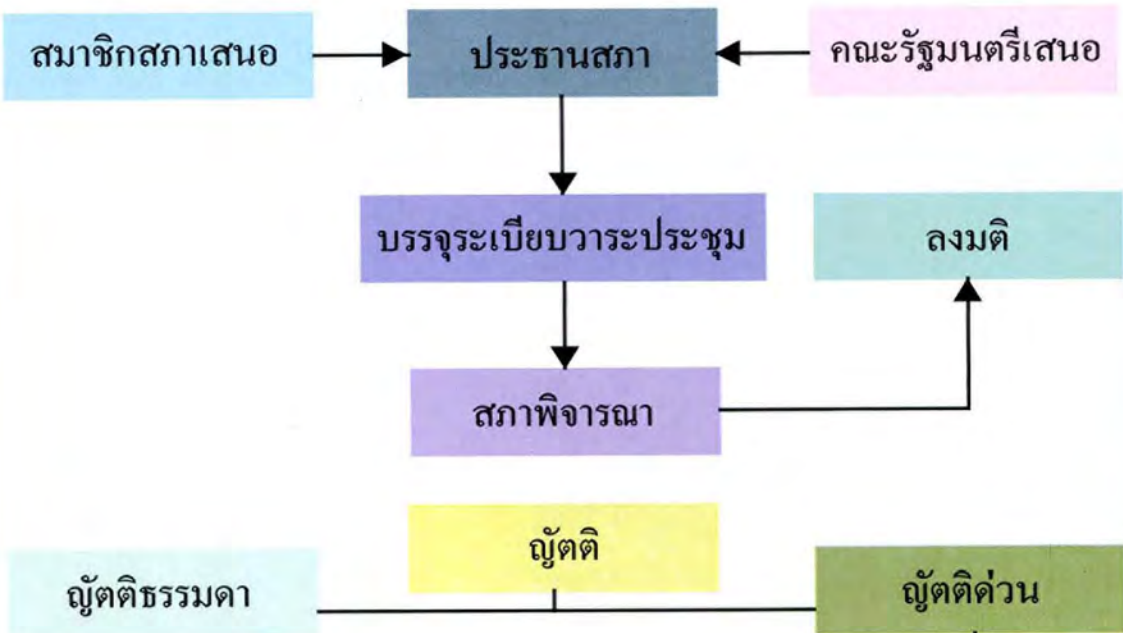 สมาชิกสภาเสนอ
ประธานสภา
คณะรัฐมนตรีเสนอ
บรรจุระเบียบวาระประชุม
ลงมติ
สภาพิจารณา
ญัตติ
ญัตติธรรมดา
ญัตติด่วน